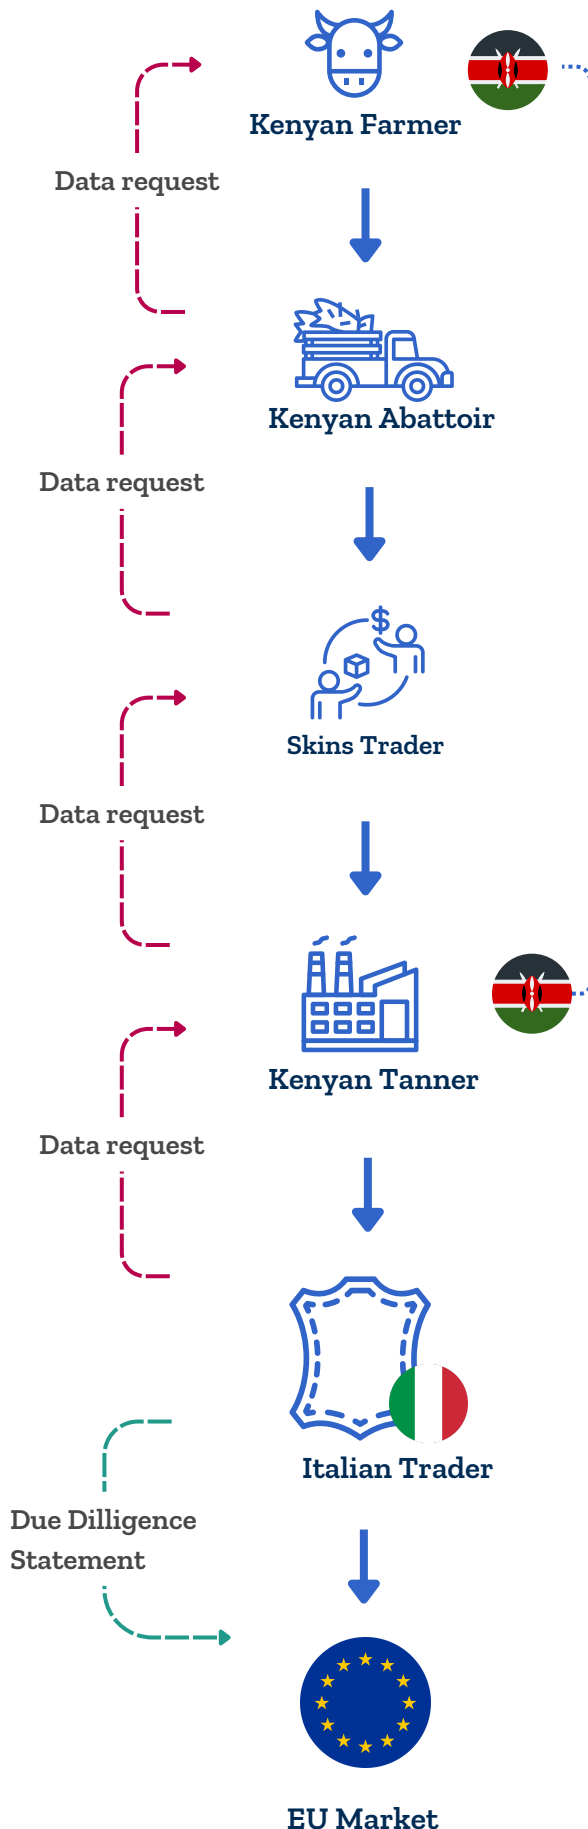 Kenyan Farmer
Data request
Kenyan Abattoir
Data request
$
Skins Trader
Data request
Kenyan Tanner
Data request
Italian Trader
Due Dilligence
Statement
EU Market